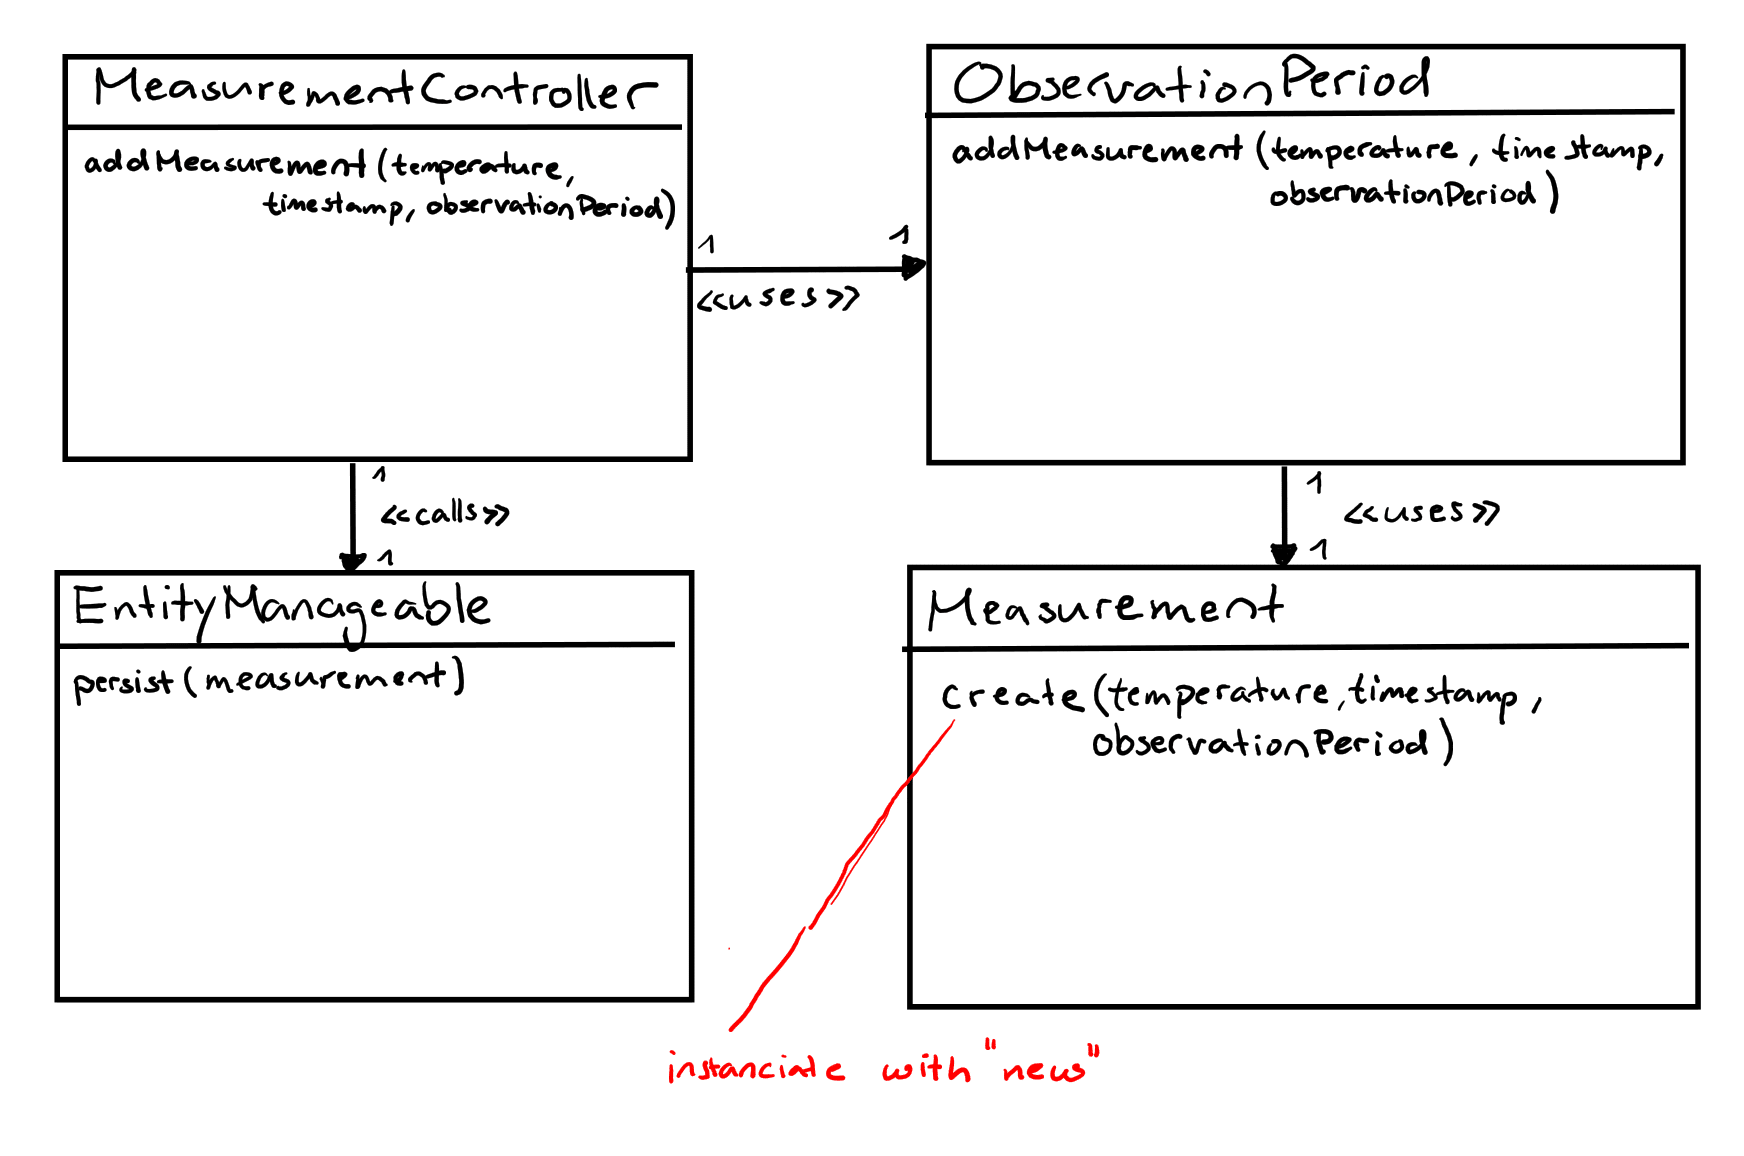 MeasurementController
addMeasurement(temperature,
timestamp, observationPeriod)
1
1
<<uses>>
ObservationPeriod
addMeasurement(temperature, timestamp,
observationPeriod)
1
<<calls>>
1
1
<<uses>>
1
EntityManageable
persist(measurement)
Measurement
create(temperature, timestamp,
observationPeriod)
instanciate with "new"